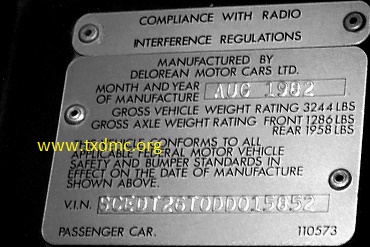 COMPLIANCE WITH RADIO
INTERFERENCE REGULATIONS
MANUFACTURED BY
DELOREAN MOTOR CARS LTD.
MONTH AND YEAR
OF MANUFACTURE AUG 1982
GROSS VEHICLE WEIGHT RATING 3244 LBS
GROSS AXLE WEIGHT RATING FRONT 1286 LBS
REAR 1958 LBS
www.txdmc.org
CONFORMS TO ALL
APPLICABLE FEDERAL MOTOR VEHICLE
SAFETY AND BUMPER STANDARDS IN
EFFECT ON THE DATE OF MANUFACTURE
SHOWN ABOVE.
V.I.N. SCEDT26T0DD015852
PASSENGER CAR. 110573